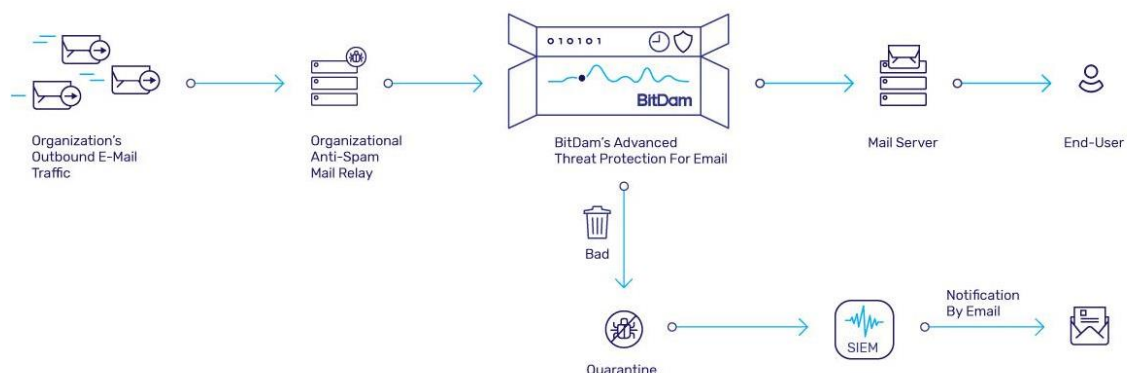 010101
BitDam
Organization's
Outbound E-Mail
Traffic
Organizational
Anti-Spam
Mail Relay
BitDam's Advanced
Threat Protection For Email
Mail Server
End-User
Bad
Notification
By Email
SIEM
Quarantine